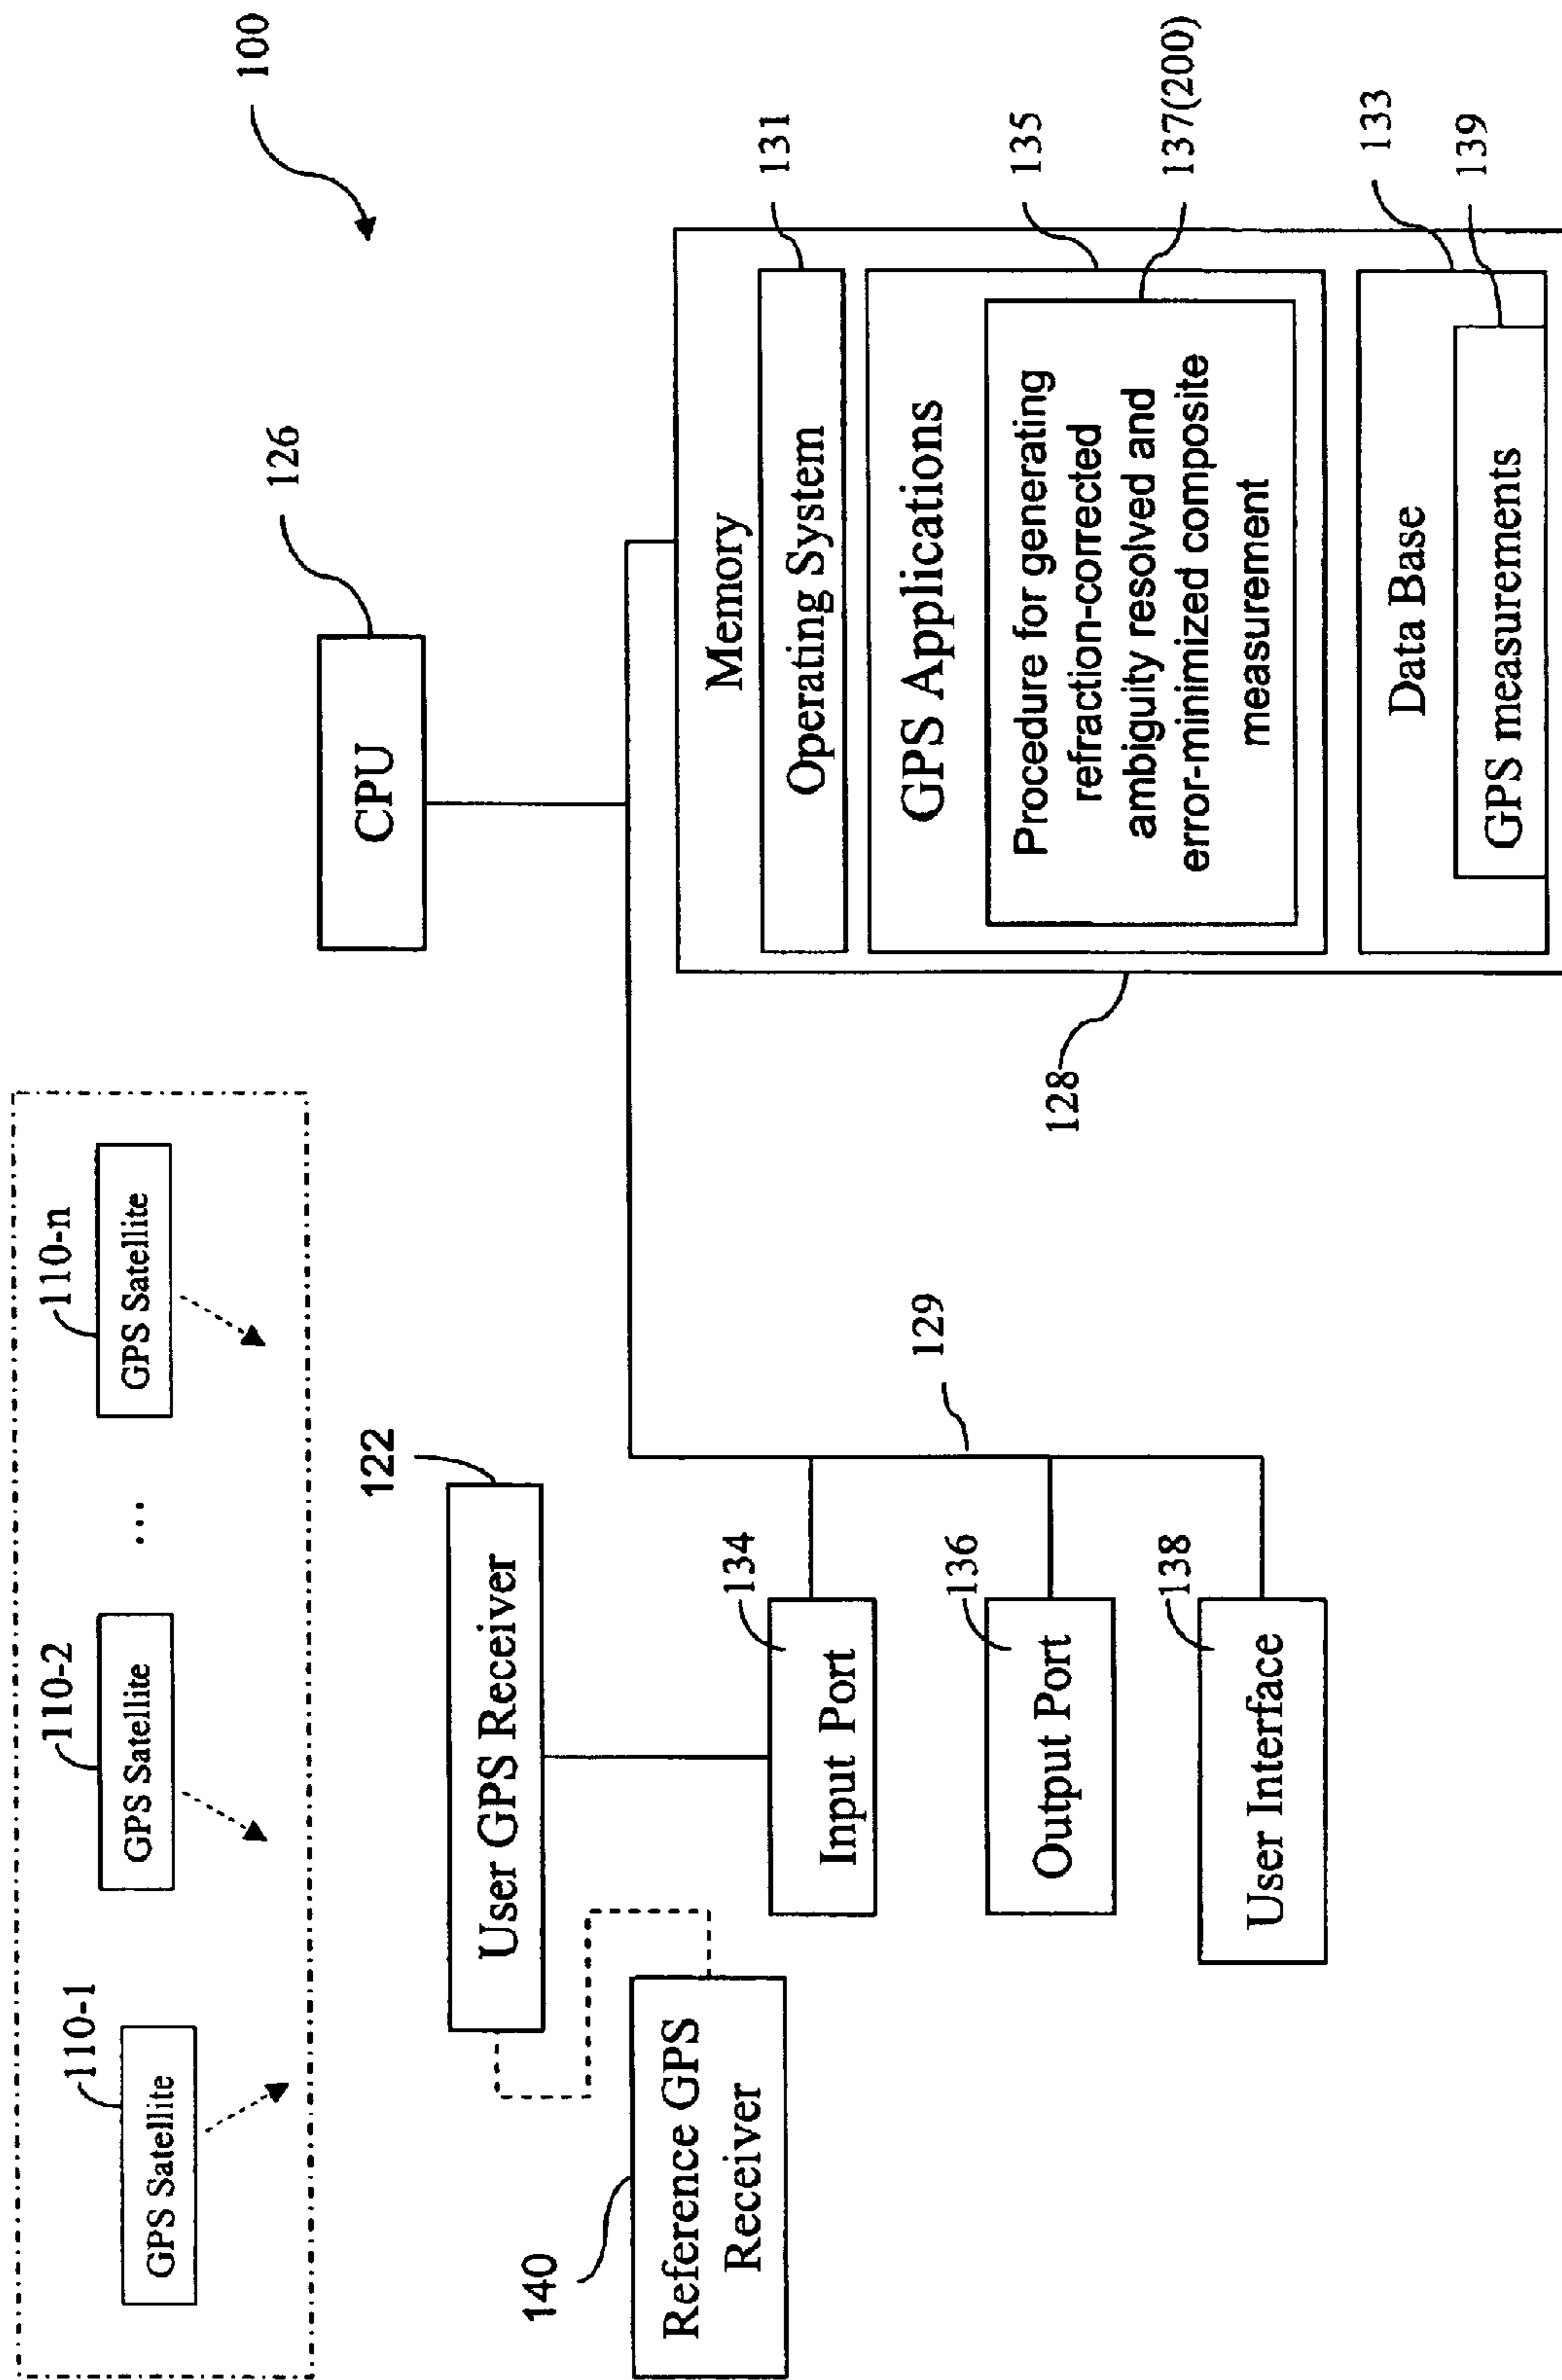 100
110-1
110-2
110-n
GPS Satellite
GPS Satellite
...
GPS Satellite
126
CPU
122
User GPS Receiver
140
Reference GPS
Receiver
134
Input Port
136
Output Port
138
User Interface
129
128
Memory
131
Operating System
135
GPS Applications
137(200)
Procedure for generating
refraction-corrected
ambiguity resolved and
error-minimized composite
measurement
133
Data Base
139
GPS measurements